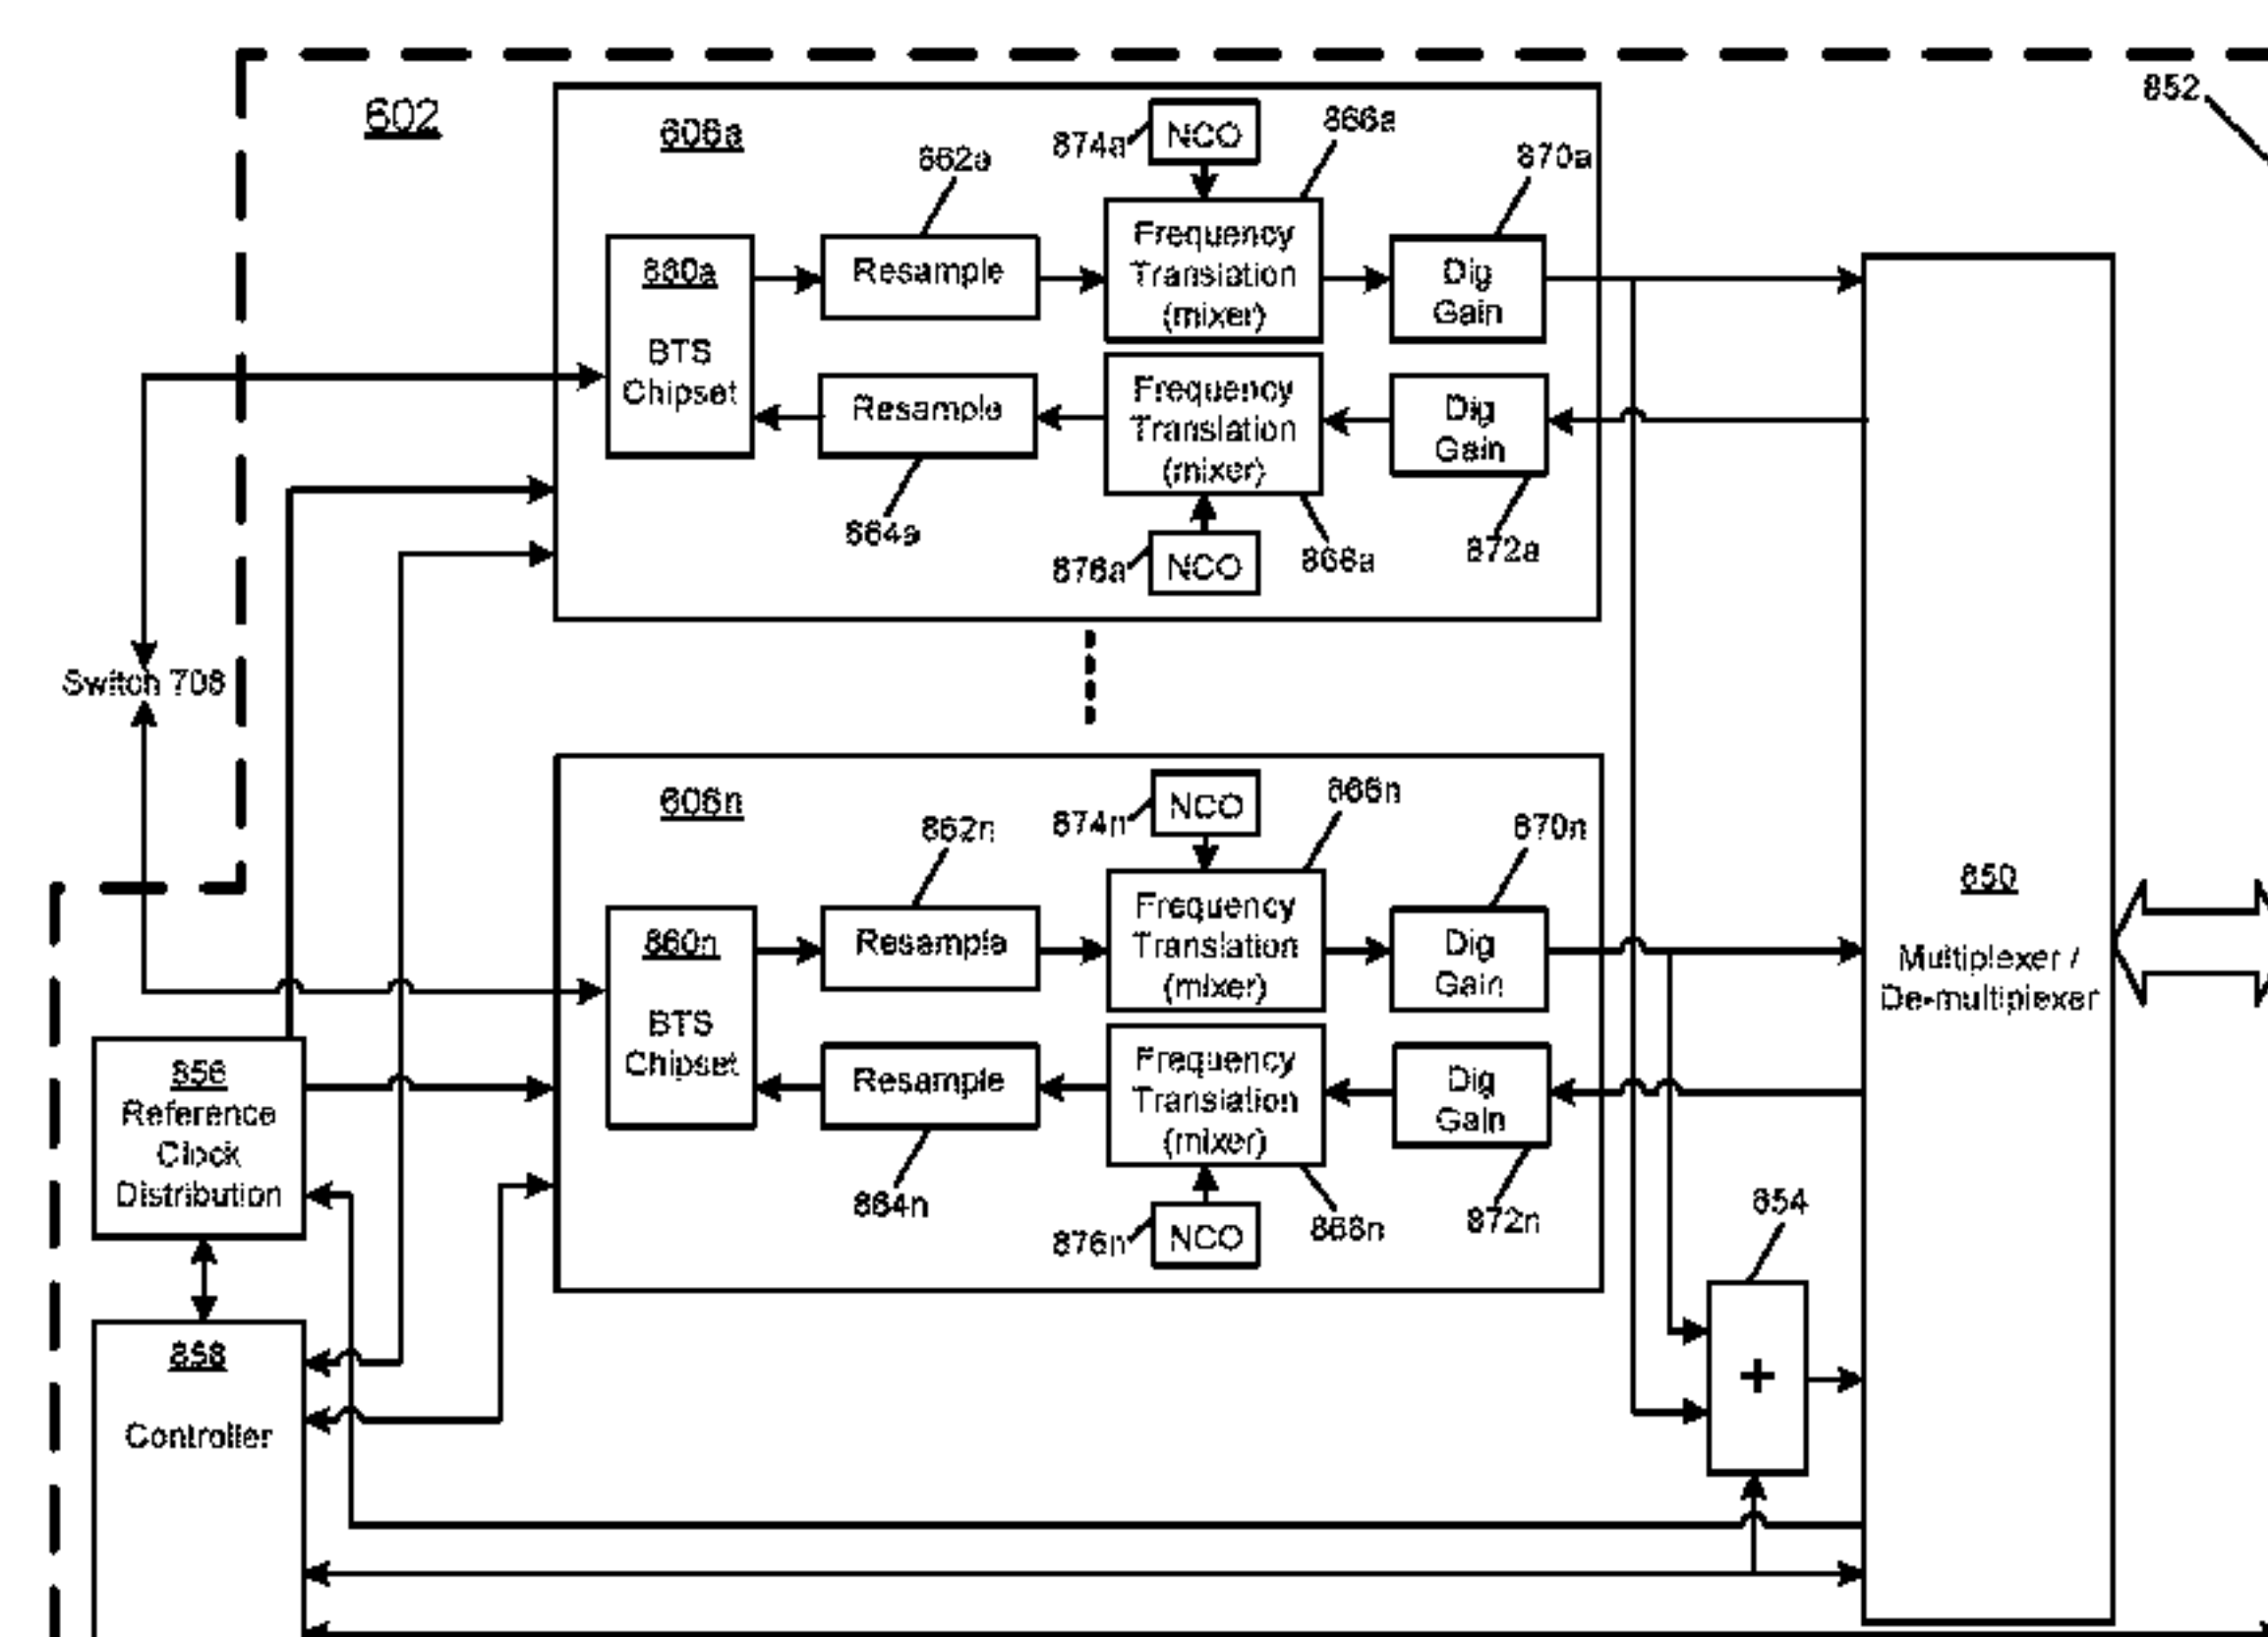 852
602
606a
874a
NCO
866a
862a
870a
860a
BTS
Chipset
Resample
Frequency
Translation
(mixer)
Dig
Gain
Resample
Frequency
Translation
(mixer)
Dig
Gain
864a
876a
NCO
868a
872a
Switch 708
606n
874n
NCO
866n
862n
870n
860n
BTS
Chipset
Resample
Frequency
Translation
(mixer)
Dig
Gain
850
Multiplexer /
De-multiplexer
Resample
Frequency
Translation
(mixer)
Dig
Gain
856
Reference
Clock
Distribution
864n
876n
NCO
868n
872n
854
858
Controller
+